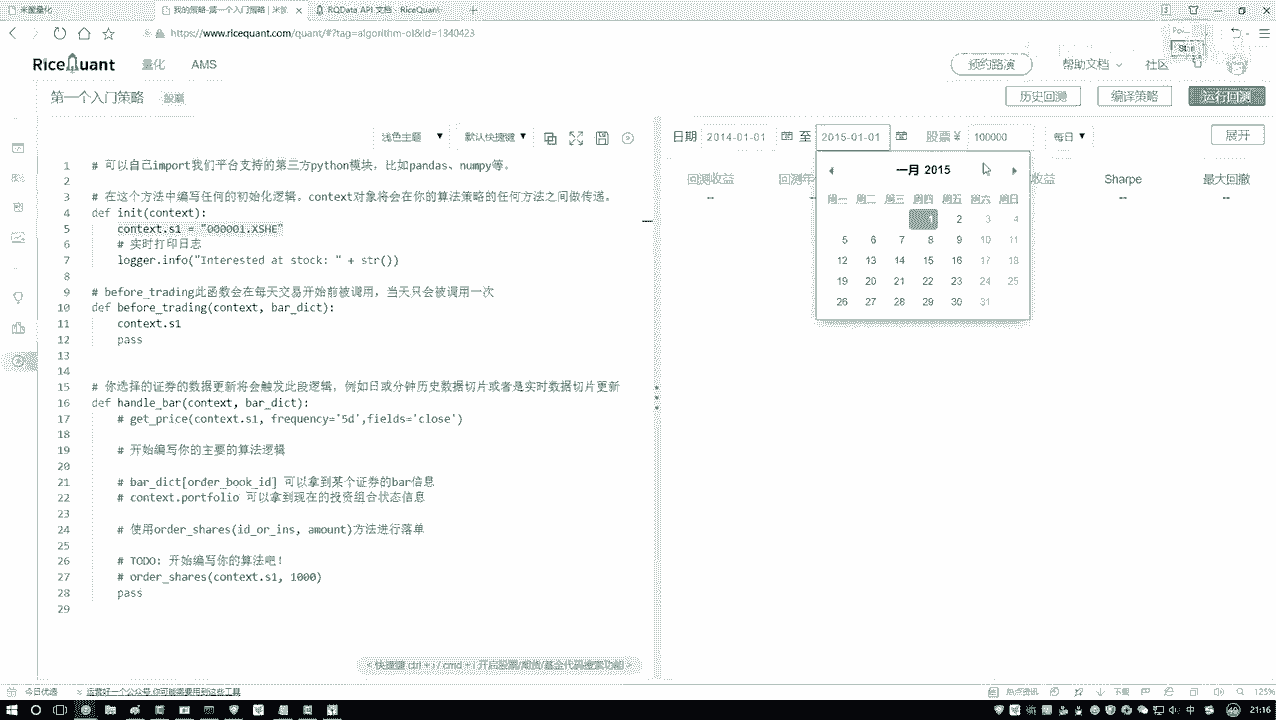 米筐量化
我的策略-第一个入门策略 | 米筐
RQData API 文档 - RiceQuant
https://www.ricequant.com/quant/#?tag=algorithm-ol&id=1340423
RiceQuant
量化
AMS
预约路演
帮助文档
社区
第一个入门策略
股票
历史回测
编译策略
运行回测
浅色主题
默认快捷键
日期
2014-01-01
至
2015-01-01
股票¥
100000
每日
展开
回测收益
收益
Sharpe
最大回撤
--
--
--
一月 2015
周一 周二 周三 周四 周五 周六 周日
1 2 3 4
5 6 7 8 9 10 11
12 13 14 15 16 17 18
19 20 21 22 23 24 25
26 27 28 29 30 31
1 # 可以自己import我们平台支持的第三方python模块，比如pandas、numpy等。
2
3 # 在这个方法中编写任何的初始化逻辑。context对象将会在你的算法策略的任何方法之间做传递。
4 def init(context):
5 context.s1 = "000001.XSHE"
6 # 实时打印日志
7 logger.info("Interested at stock: " + str())
8
9 # before_trading此函数会在每天交易开始前被调用，当天只会被调用一次
10 def before_trading(context, bar_dict):
11 context.s1
12 pass
13
14
15 # 你选择的证券的数据更新将会触发此段逻辑，例如日或分钟历史数据切片或者是实时数据切片更新
16 def handle_bar(context, bar_dict):
17 # get_price(context.s1, frequency='5d',fields='close')
18
19 # 开始编写你的主要的算法逻辑
20
21 # bar_dict[order_book_id] 可以拿到某个证券的bar信息
22 # context.portfolio 可以拿到现在的投资组合状态信息
23
24 # 使用order_shares(id_or_ins, amount)方法进行落单
25
26 # TODO: 开始编写你的算法吧！
27 # order_shares(context.s1, 1000)
28 pass
29
今日优选
运营好一个公众号,你可能需要用到这些工具
热点资讯
下载
125%
中
21:16